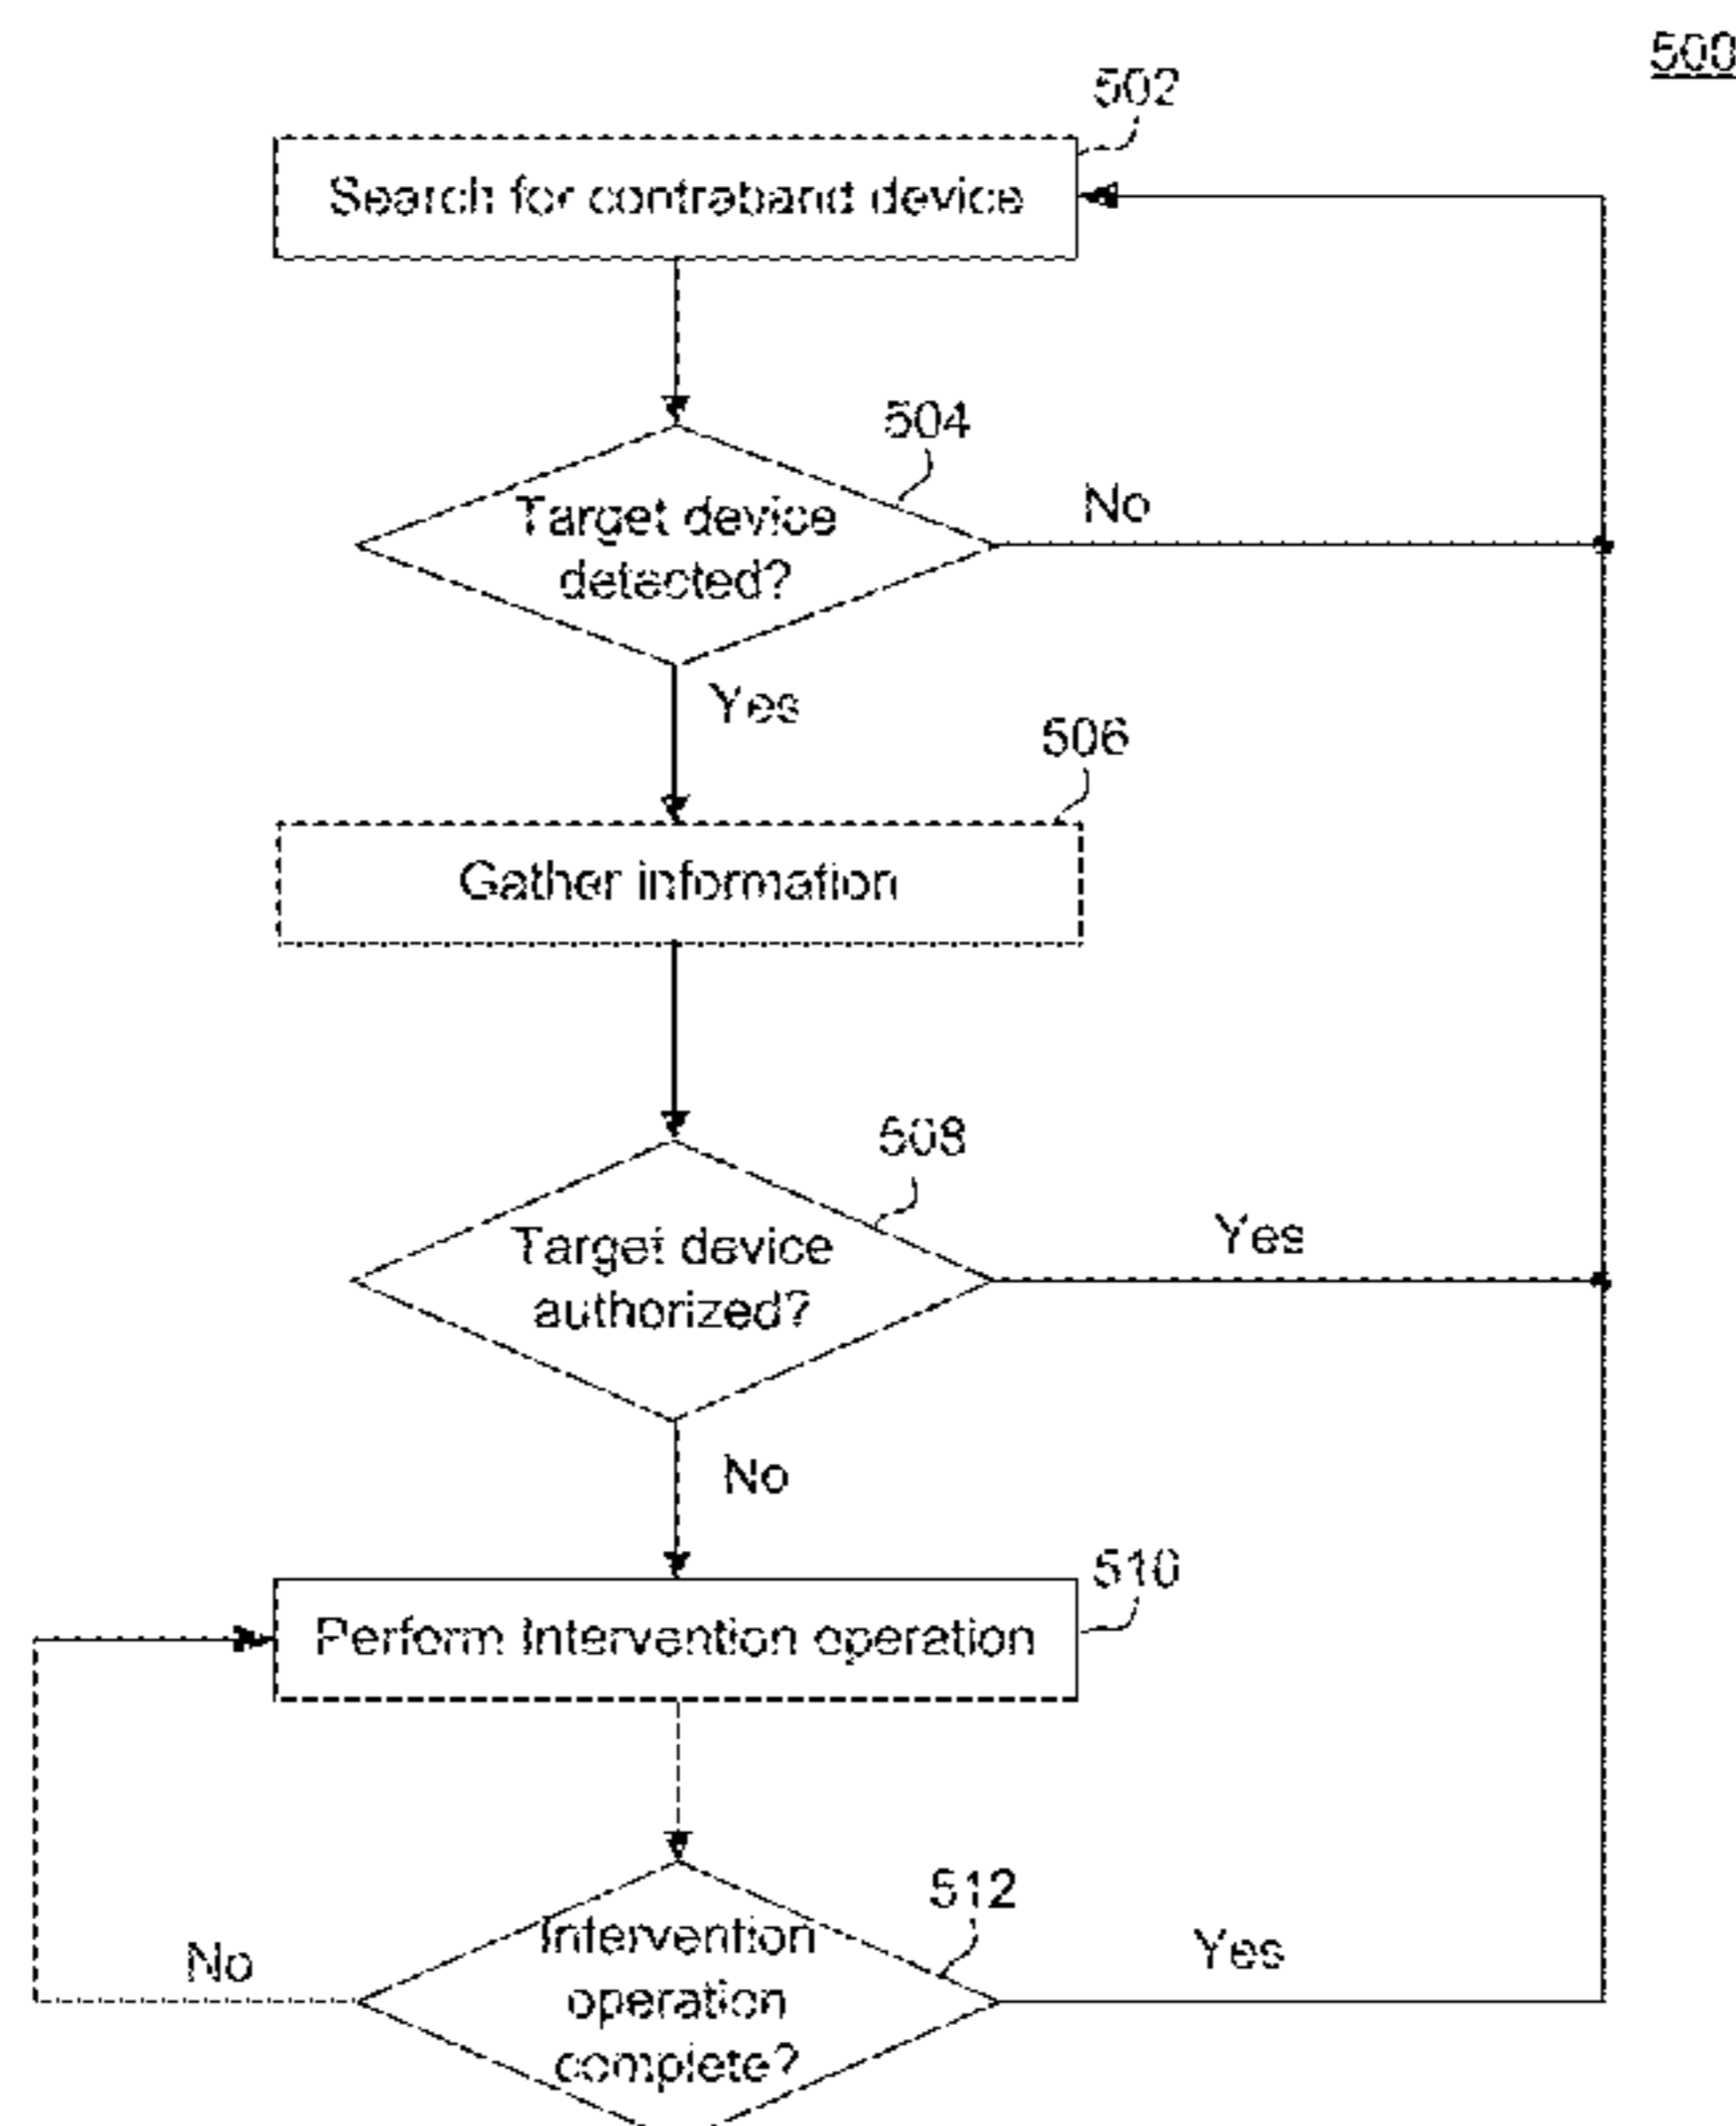 500
502
Search for contraband device
504
Target device
detected?
No
Yes
506
Gather information
508
Target device
authorized?
Yes
No
510
Perform Intervention operation
512
Intervention
operation
complete?
No
Yes